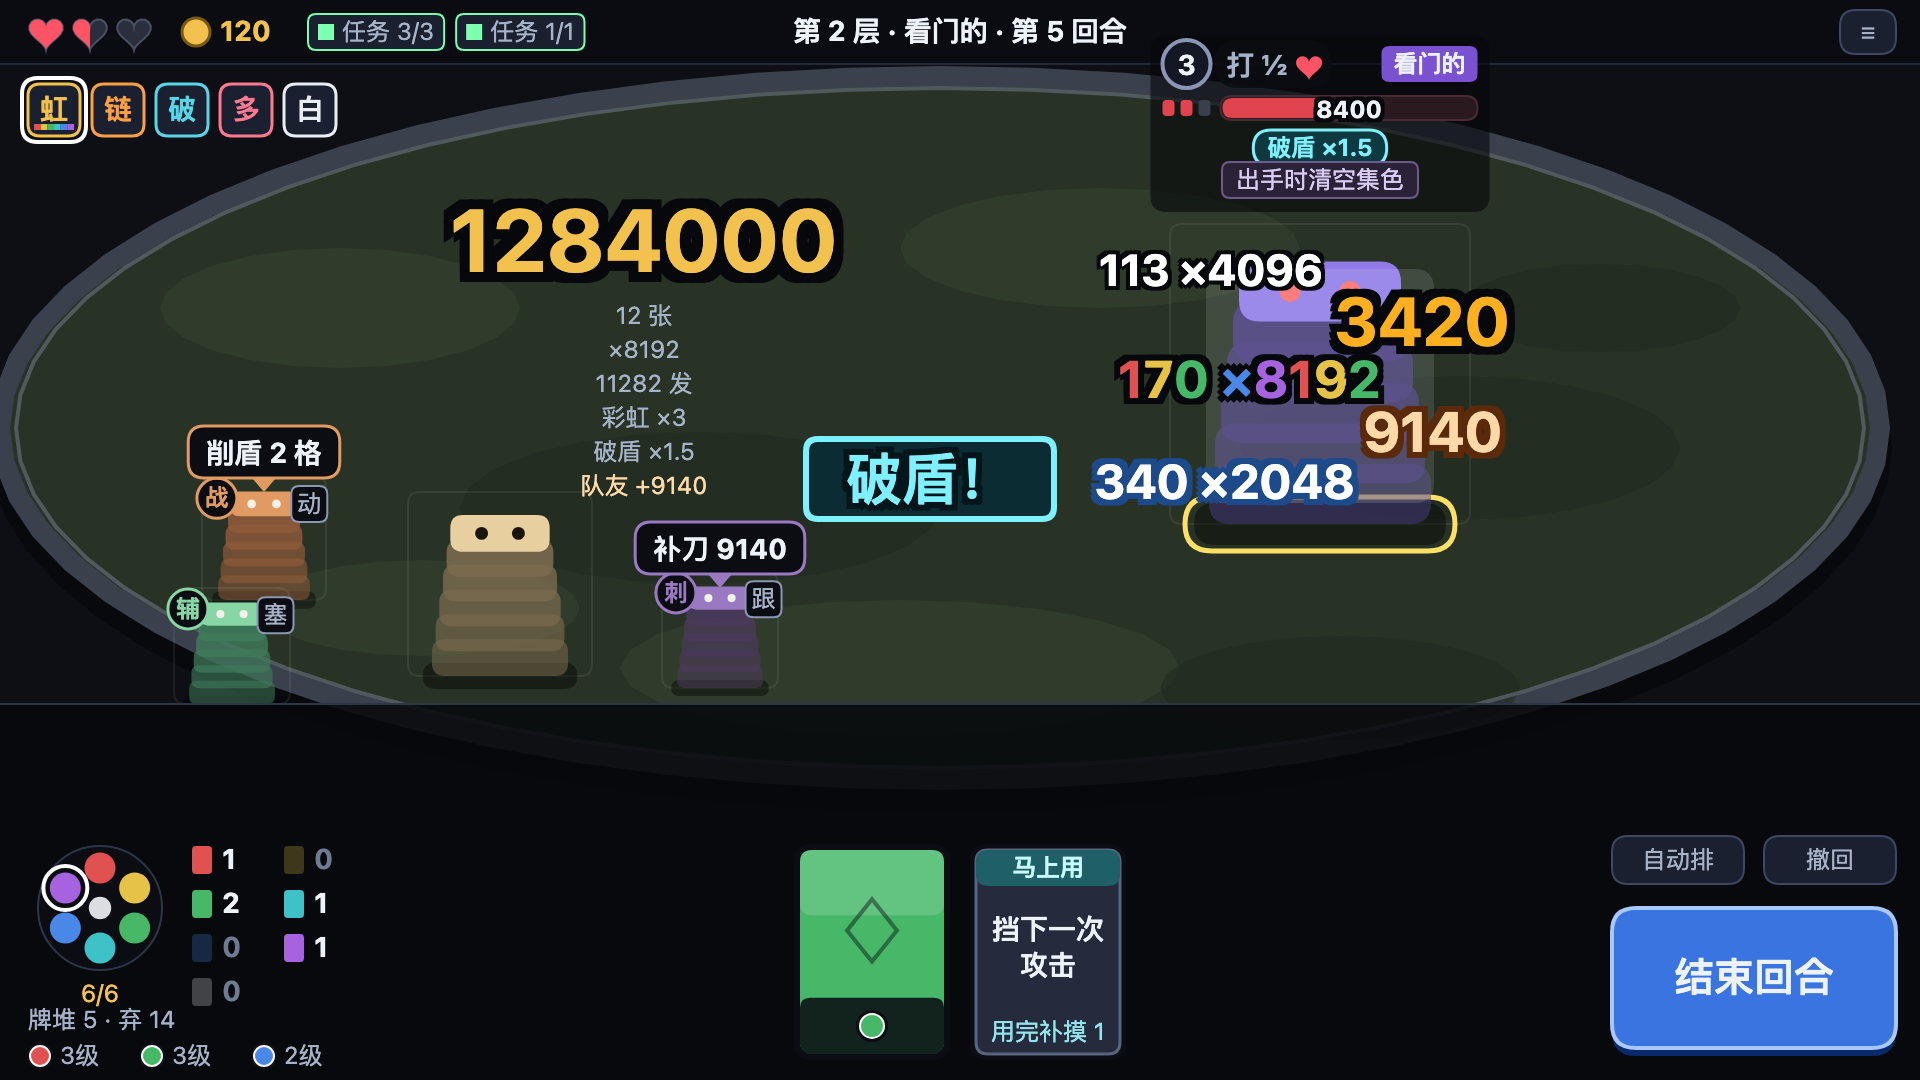 120
任务 3/3
任务 1/1
第 2 层 · 看门的 · 第 5 回合
≡
虹
链
破
多
白
3
打 ½
看门的
8400
破盾 ×1.5
出手时清空集色
1284000
12 张
×8192
11282 发
彩虹 ×3
破盾 ×1.5
队友 +9140
113 ×4096
3420
170 ×8192
9140
340 ×2048
破盾!
削盾 2 格
战
动
辅
塞
补刀 9140
刺
跟
1
0
2
1
0
1
0
6/6
牌堆 5 · 弃 14
3级
3级
2级
马上用
挡下一次
攻击
用完补摸 1
自动排
撤回
结束回合